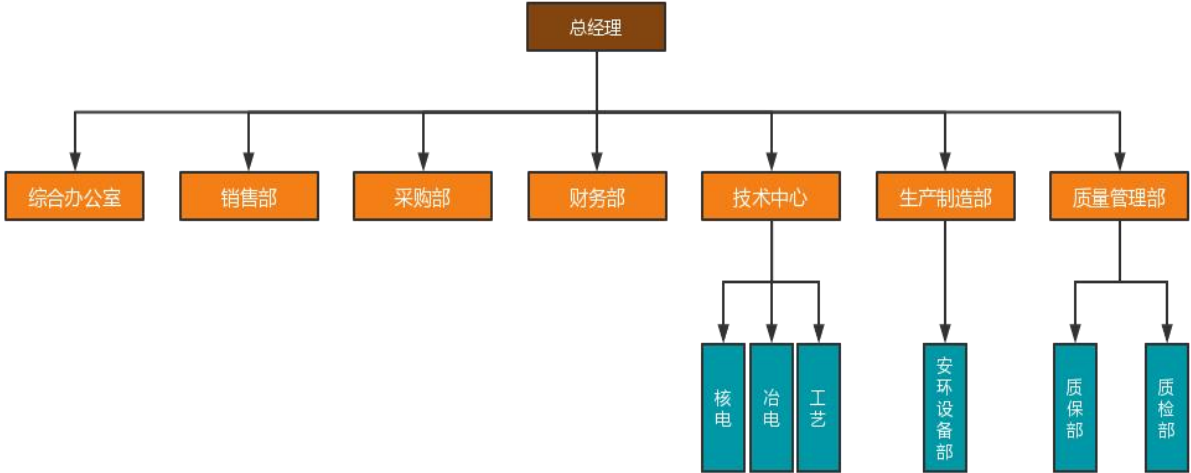 总经理
综合办公室
销售部
采购部
财务部
技术中心
生产制造部
质量管理部
核电
冶电
工艺
安环设备部
质保部
质检部